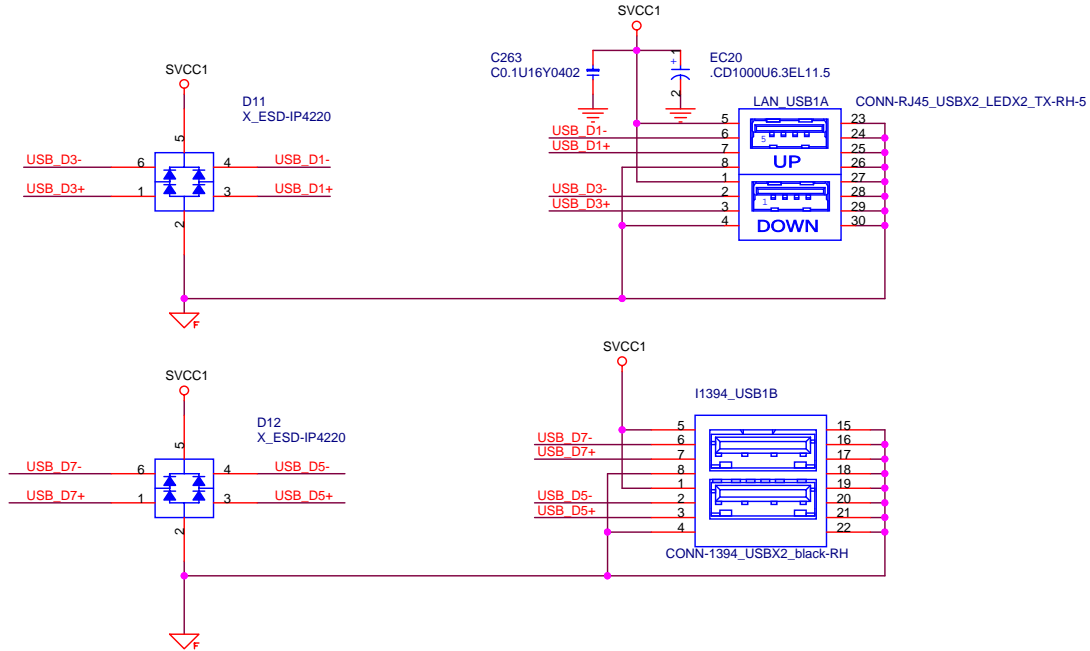 SVCC1
C263
C0.1U16Y0402
1
+
2
EC20
.CD1000U6.3EL11.5
SVCC1
D11
X_ESD-IP4220
5
USB_D3-
6
4
USB_D1-
USB_D3+
1
3
USB_D1+
2
F
LAN_USB1A
CONN-RJ45_USBX2_LEDX2_TX-RH-5
5
23
USB_D1-
6
24
USB_D1+
7
25
8
26
5
UP
1
27
USB_D3-
2
28
USB_D3+
3
29
4
30
1
DOWN
SVCC1
D12
X_ESD-IP4220
5
USB_D7-
6
4
USB_D5-
USB_D7+
1
3
USB_D5+
2
F
SVCC1
I1394_USB1B
5
15
USB_D7-
6
16
USB_D7+
7
17
8
18
1
19
USB_D5-
2
20
USB_D5+
3
21
4
22
CONN-1394_USBX2_black-RH